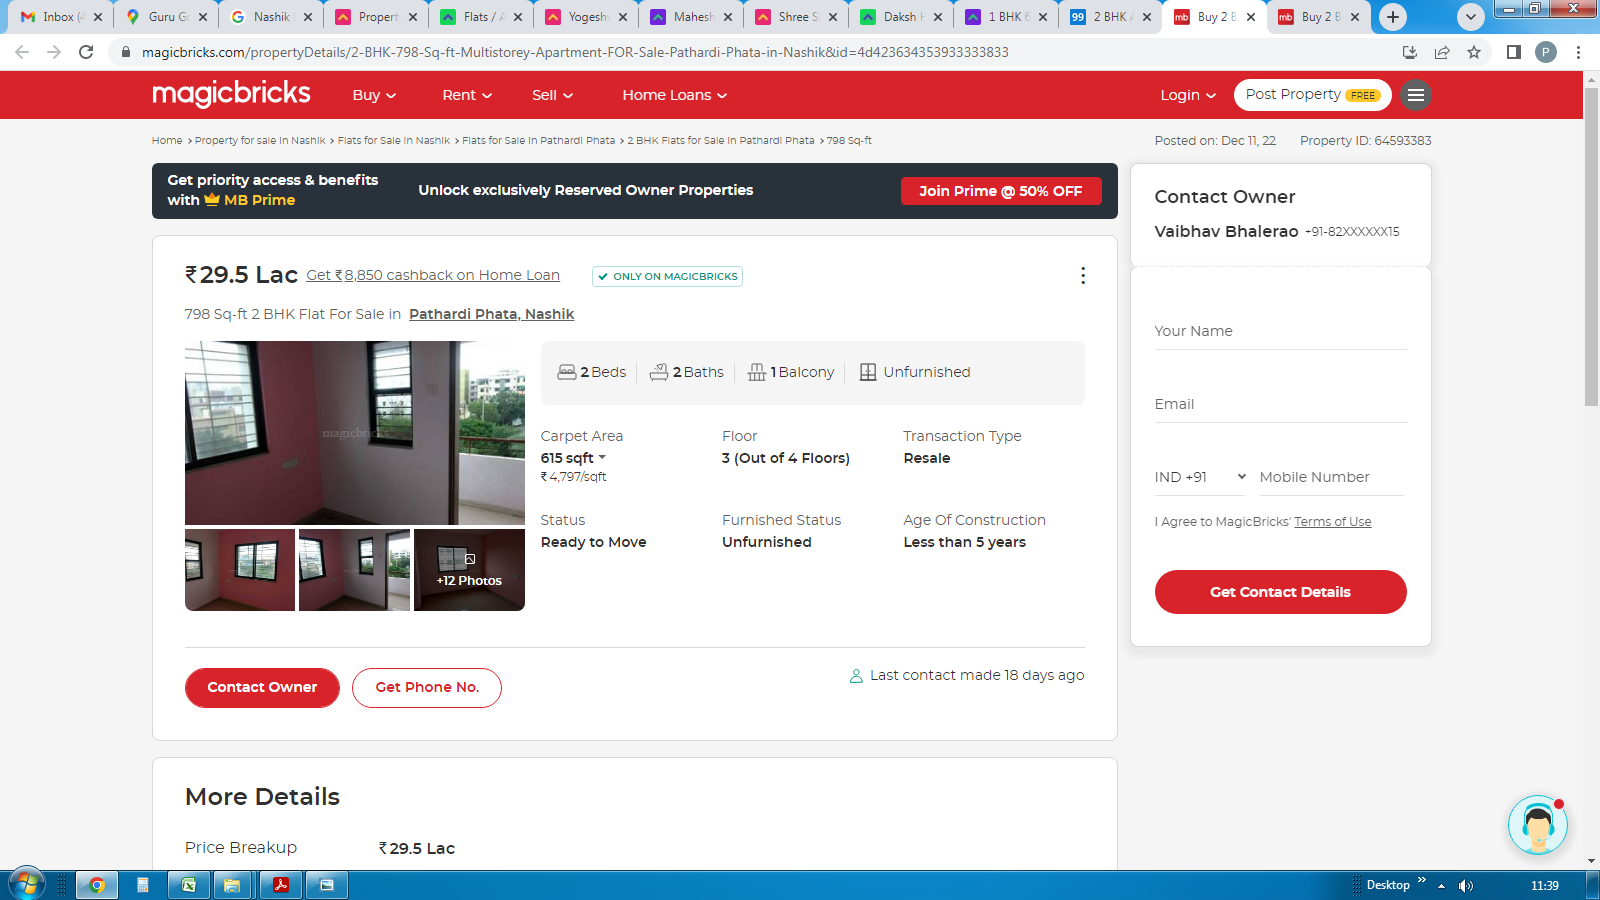 Inbox (4
Guru Go
Nashik
Propert
Flats / A
Yogeshv
Mahesh
Shree S
Daksh H
1 BHK 6
2 BHK A
Buy 2 B
Buy 2 B
magicbricks.com/propertyDetails/2-BHK-798-Sq-ft-Multistorey-Apartment-FOR-Sale-Pathardi-Phata-in-Nashik&id=4d423634353933333833
P
magicbricks
Buy
Rent
Sell
Home Loans
Login
Post Property FREE
Home > Property for sale in Nashik > Flats for Sale in Nashik > Flats for Sale in Pathardi Phata > 2 BHK Flats for Sale in Pathardi Phata > 798 Sq-ft
Posted on: Dec 11, 22 Property ID: 64593383
Get priority access & benefits
with MB Prime
Unlock exclusively Reserved Owner Properties
Join Prime @ 50% OFF
₹29.5 Lac Get ₹8,850 cashback on Home Loan
ONLY ON MAGICBRICKS
798 Sq-ft 2 BHK Flat For Sale in Pathardi Phata, Nashik
magicbricks
+12 Photos
2 Beds
2 Baths
1 Balcony
Unfurnished
Carpet Area
615 sqft
₹ 4,797/sqft
Floor
3 (Out of 4 Floors)
Transaction Type
Resale
Status
Ready to Move
Furnished Status
Unfurnished
Age Of Construction
Less than 5 years
Contact Owner
Get Phone No.
Last contact made 18 days ago
More Details
Price Breakup ₹29.5 Lac
Contact Owner
Vaibhav Bhalerao +91-82XXXXXX15
Your Name
Email
IND +91
Mobile Number
I Agree to MagicBricks' Terms of Use
Get Contact Details
Desktop
11:39